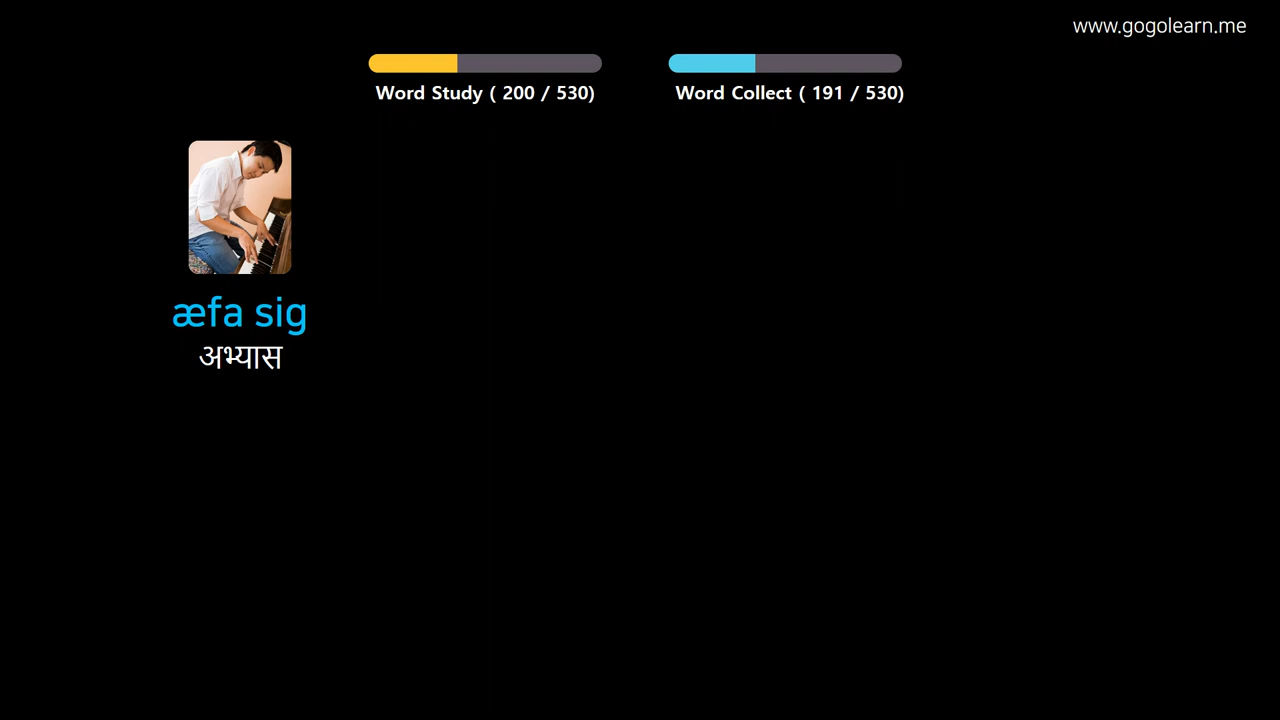 www.gogolearn.me
Word Study ( 200 / 530)
Word Collect ( 191 / 530)
æfa sig
अभ्यास